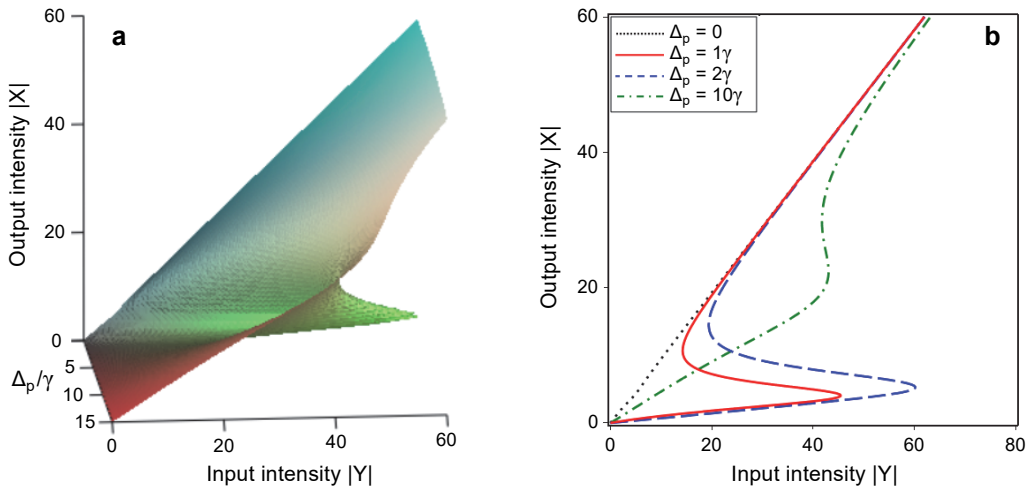 a
Output intensity |X|
60
40
20
0
5
10
15
Δp/γ
0
20
40
60
Input intensity |Y|
b
Δp = 0
Δp = 1γ
Δp = 2γ
Δp = 10γ
Output intensity |X|
60
40
20
0
0
20
40
60
80
Input intensity |Y|